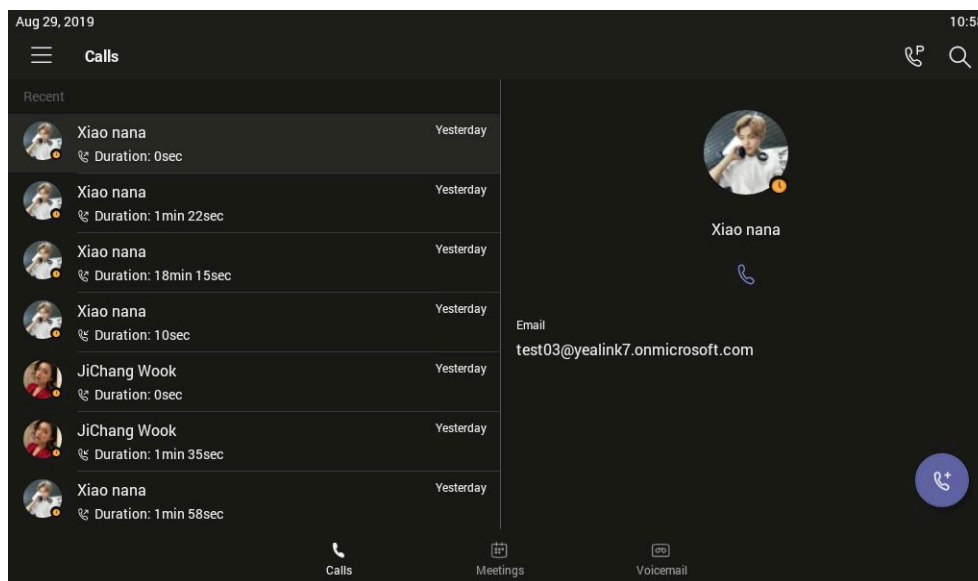 Aug 29, 2019 10:58
Calls
P
Recent
Xiao nana Yesterday
Duration: 0sec
Xiao nana Yesterday
Duration: 1min 22sec
Xiao nana Yesterday
Duration: 18min 15sec
Xiao nana Yesterday
Duration: 10sec
JiChang Wook Yesterday
Duration: 0sec
JiChang Wook Yesterday
Duration: 1min 35sec
Xiao nana Yesterday
Duration: 1min 58sec
Xiao nana
Email
test03@yealink7.onmicrosoft.com
Calls Meetings Voicemail